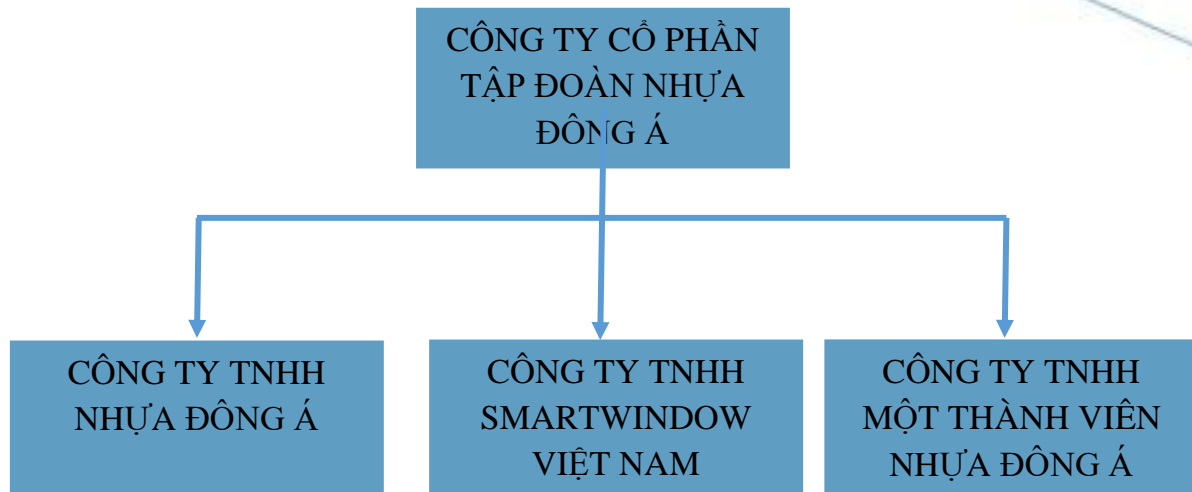 CÔNG TY CỔ PHẦN
TẬP ĐOÀN NHỰA
ĐÔNG Á
CÔNG TY TNHH
NHỰA ĐÔNG Á
CÔNG TY TNHH
SMARTWINDOW
VIỆT NAM
CÔNG TY TNHH
MỘT THÀNH VIÊN
NHỰA ĐÔNG Á